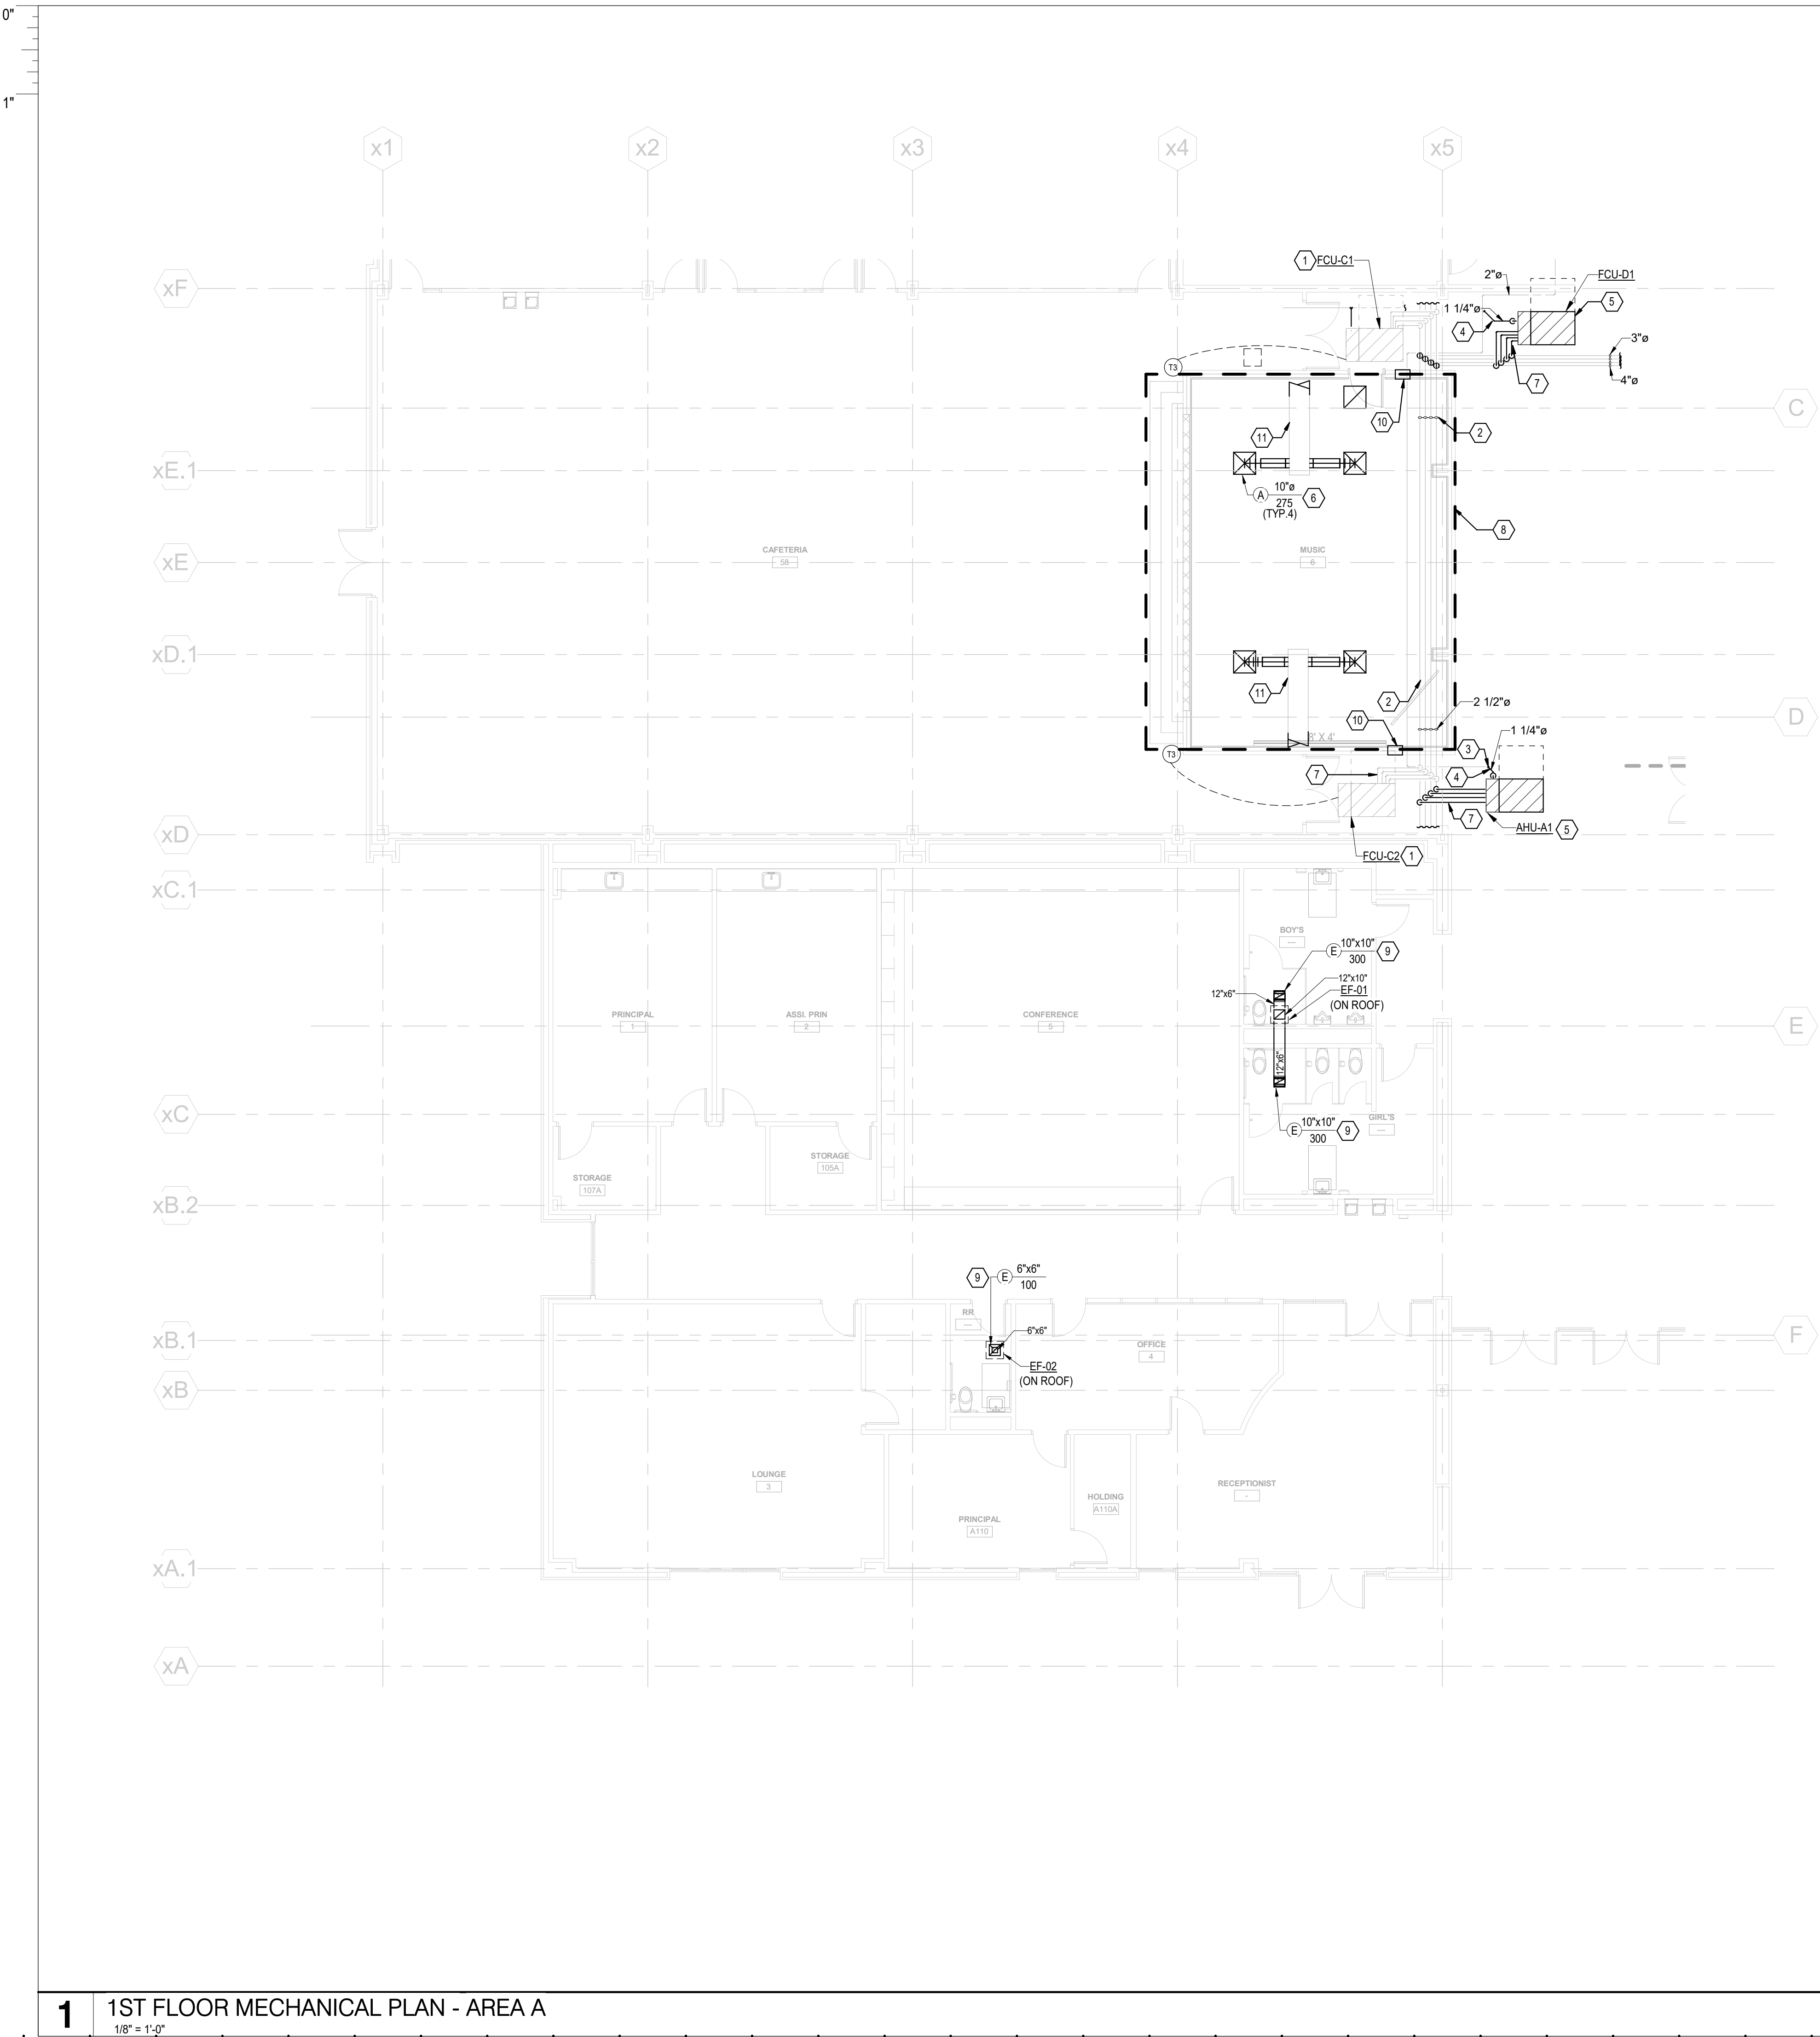 0"
1"
x1
x2
x3
x4
x5
xF
1
FCU-C1
2"ø
FCU-D1
5
1 1/4"ø
4
3"ø
4"ø
7
T3
10
C
2
11
xE.1
A
10"ø
275
(TYP.4)
6
8
CAFETERIA
58
MUSIC
6
xE
xD.1
11
2
2 1/2"ø
10
D
8' X 4'
1 1/4"ø
T3
3
4
7
7
AHU-A1
5
xD
FCU-C2
1
xC.1
BOY'S
---
E
10"x10"
300
9
12"x10"
12"x6"
EF-01
(ON ROOF)
PRINCIPAL
1
ASSI. PRIN
2
CONFERENCE
5
E
12"x6"
xC
GIRL'S
---
E
10"x10"
300
9
STORAGE
105A
STORAGE
107A
xB.2
9
E
6"x6"
100
RR
---
6"x6"
xB.1
OFFICE
4
F
EF-02
(ON ROOF)
xB
LOUNGE
3
RECEPTIONIST
-
HOLDING
A110A
PRINCIPAL
A110
xA.1
xA
1
1ST FLOOR MECHANICAL PLAN - AREA A
1/8" = 1'-0"